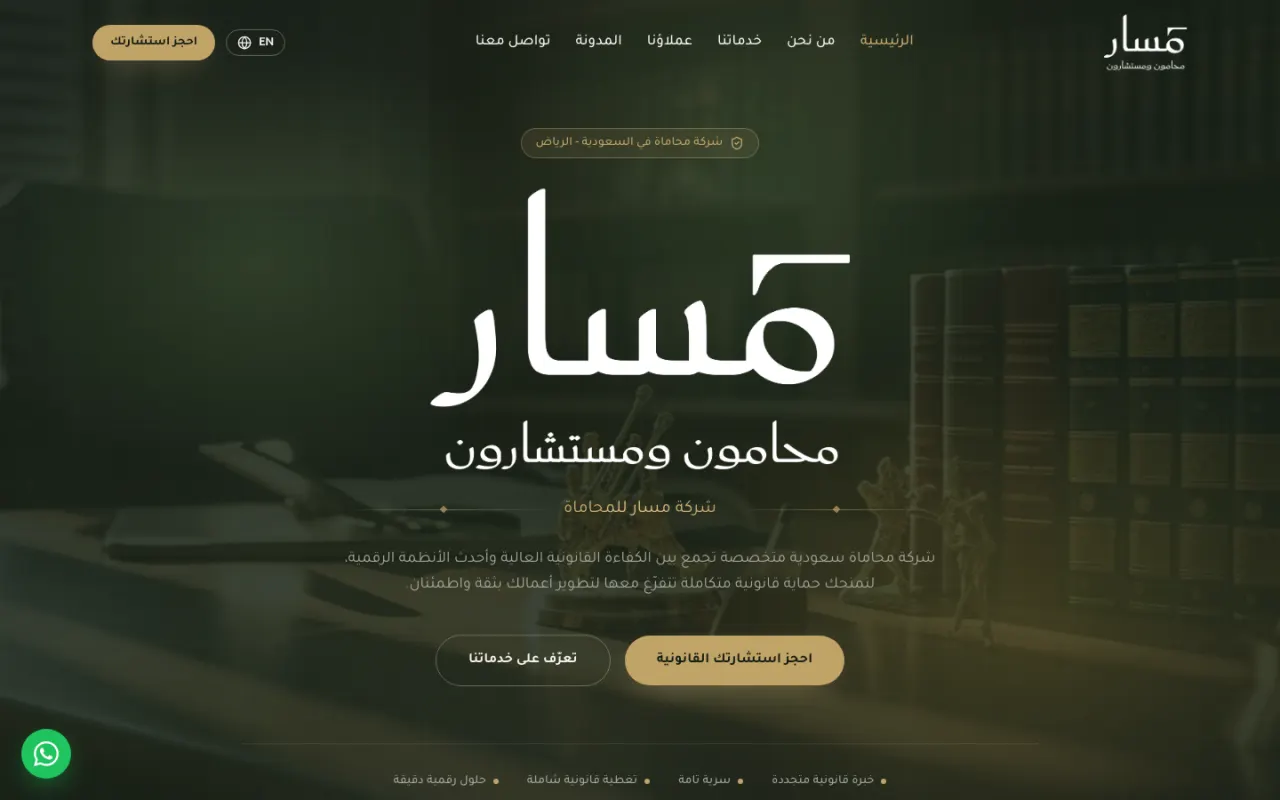 مسار
محامون ومستشارون
الرئيسية
من نحن
خدماتنا
عملاؤنا
المدونة
تواصل معنا
EN
احجز استشارتك
شركة محاماة في السعودية - الرياض
مَسار
محامون ومستشارون
شركة مسار للمحاماة
شركة محاماة سعودية متخصصة تجمع بين الكفاءة القانونية العالية وأحدث الأنظمة الرقمية،
لنمنحك حماية قانونية متكاملة تتفرّغ معها لتطوير أعمالك بثقة واطمئنان.
احجز استشارتك القانونية
تعرّف على خدماتنا
خبرة قانونية متجددة
سرية تامة
تغطية قانونية شاملة
حلول رقمية دقيقة